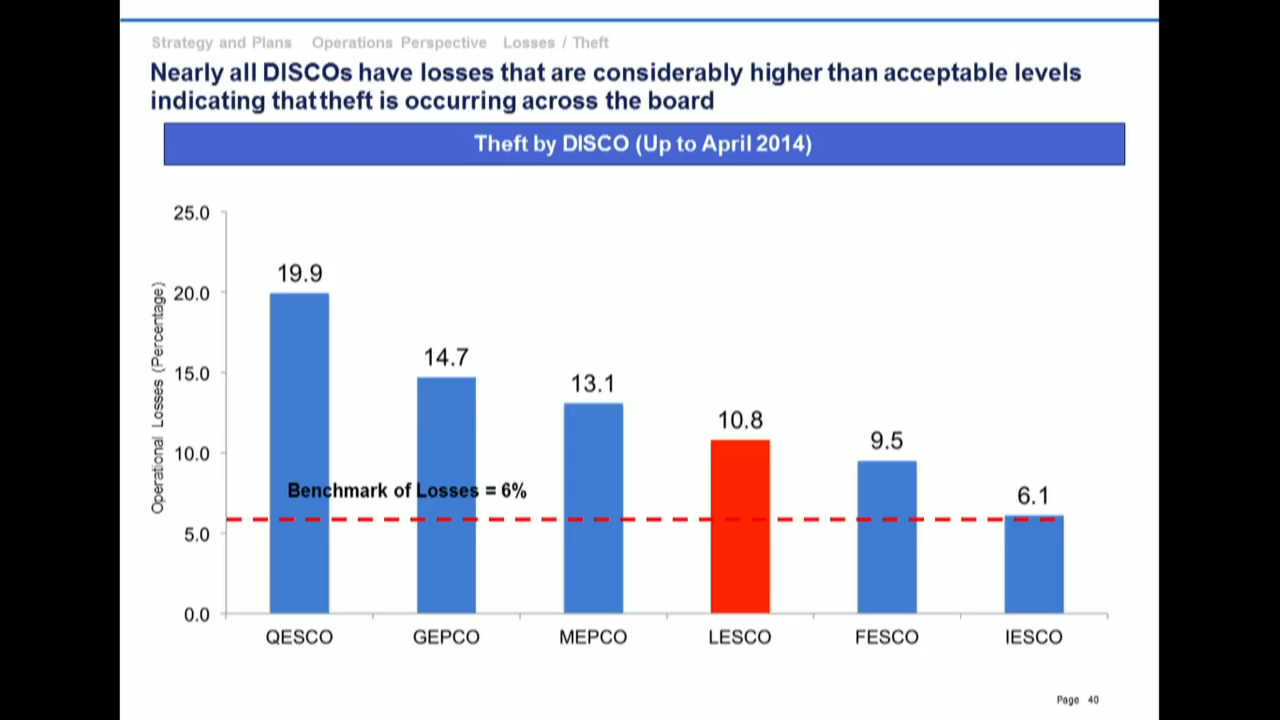 Strategy and Plans Operations Perspective Losses / Theft
Nearly all DISCOs have losses that are considerably higher than acceptable levels
indicating that theft is occurring across the board
Theft by DISCO (Up to April 2014)
Operational Losses (Percentage)
25.0
20.0
15.0
10.0
5.0
0.0
19.9
14.7
13.1
10.8
9.5
6.1
Benchmark of Losses = 6%
QESCO GEPCO MEPCO LESCO FESCO IESCO
Page 40